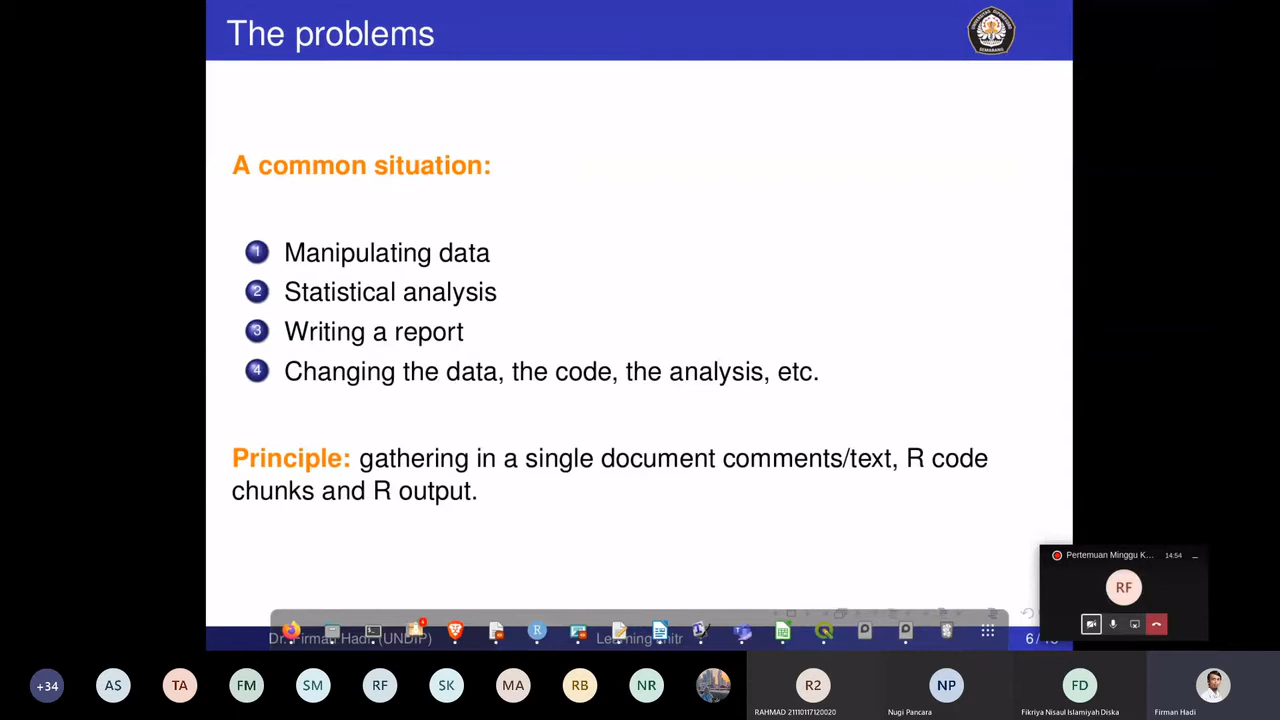 The problems
UNIVERSITAS DIPONEGORO
SEMARANG
A common situation:
1 Manipulating data
2 Statistical analysis
3 Writing a report
4 Changing the data, the code, the analysis, etc.
Principle: gathering in a single document comments/text, R code
chunks and R output.
Pertemuan Minggu K... 14:54
RF
Dr. Firman Hadi (UNDIP)
6 /
+34 AS TA FM SM RF SK MA RB NR R2 NP FD
RAHMAD 21110117120020 Nugi Pancara Fikriya Nisaul Islamiyah Diska Firman Hadi